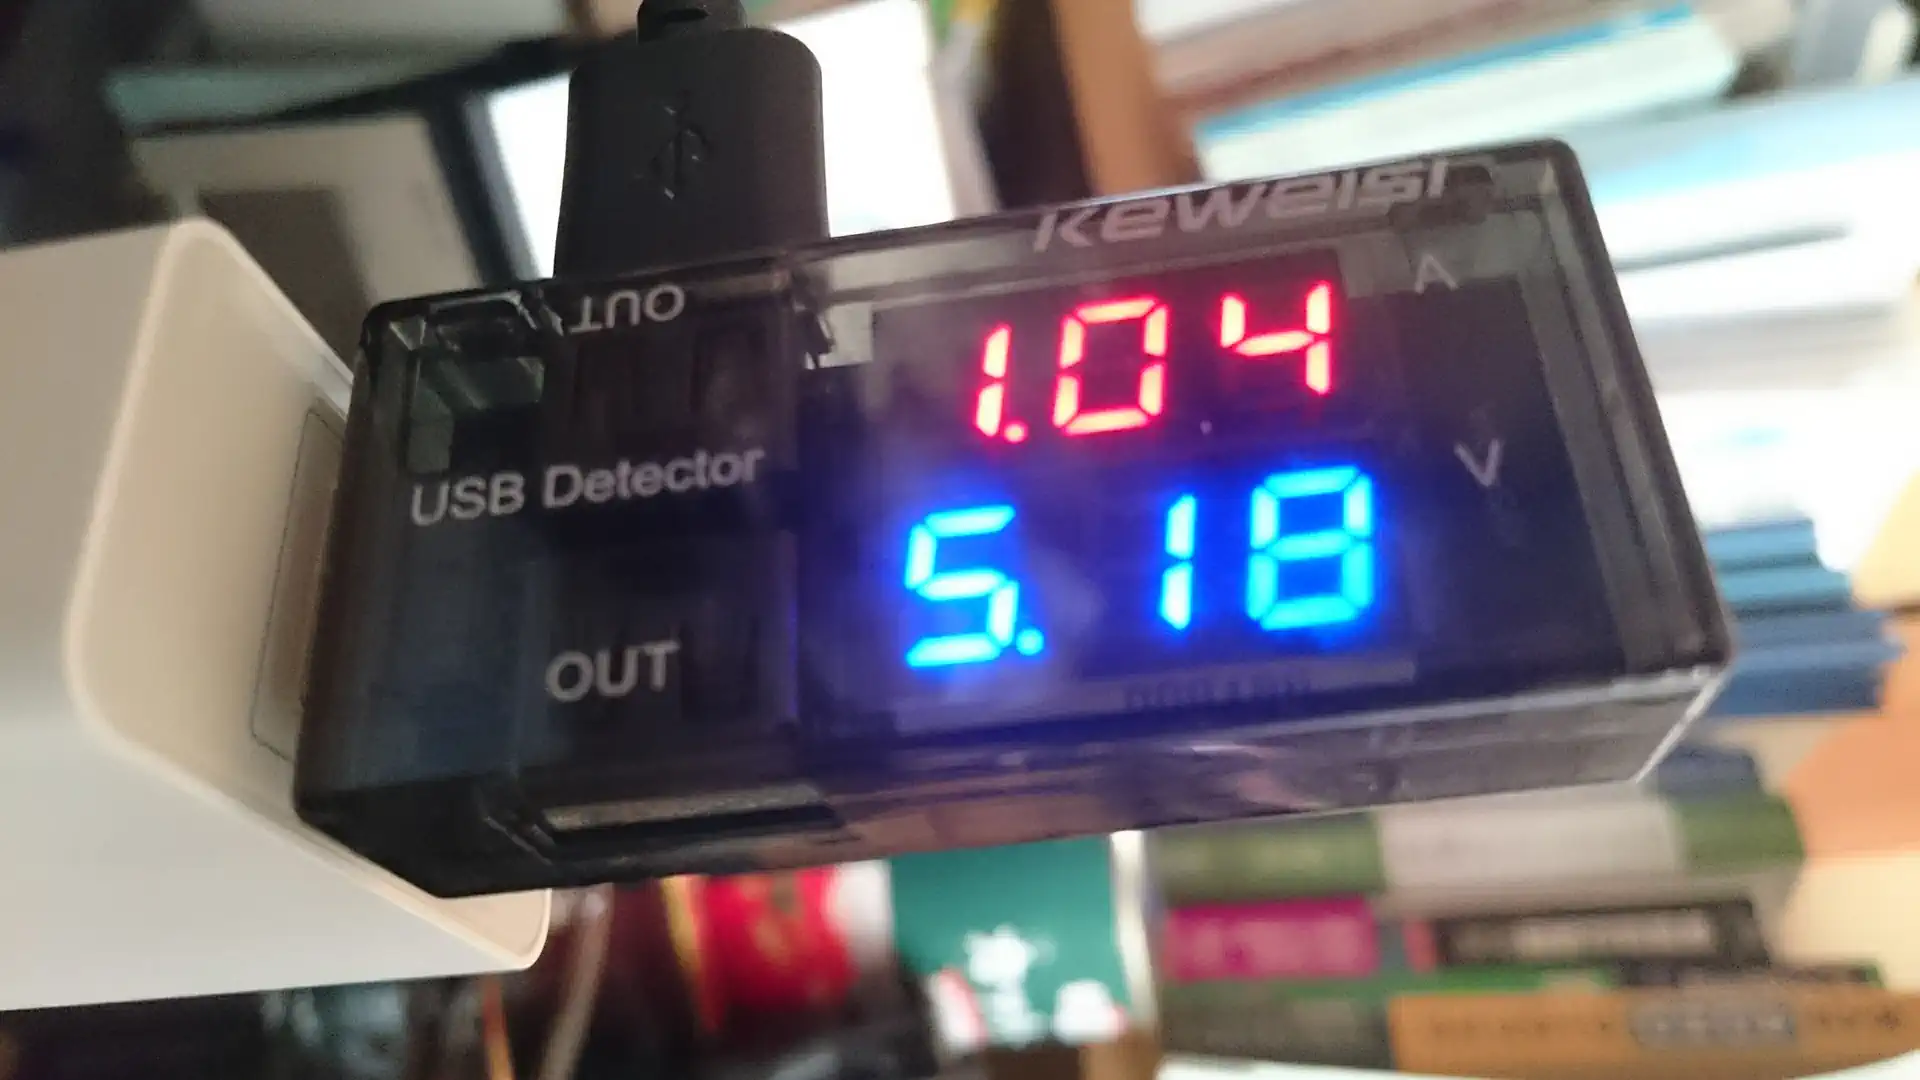 Keweisi
OUT
1.04 A
USB Detector
5.18 V
OUT